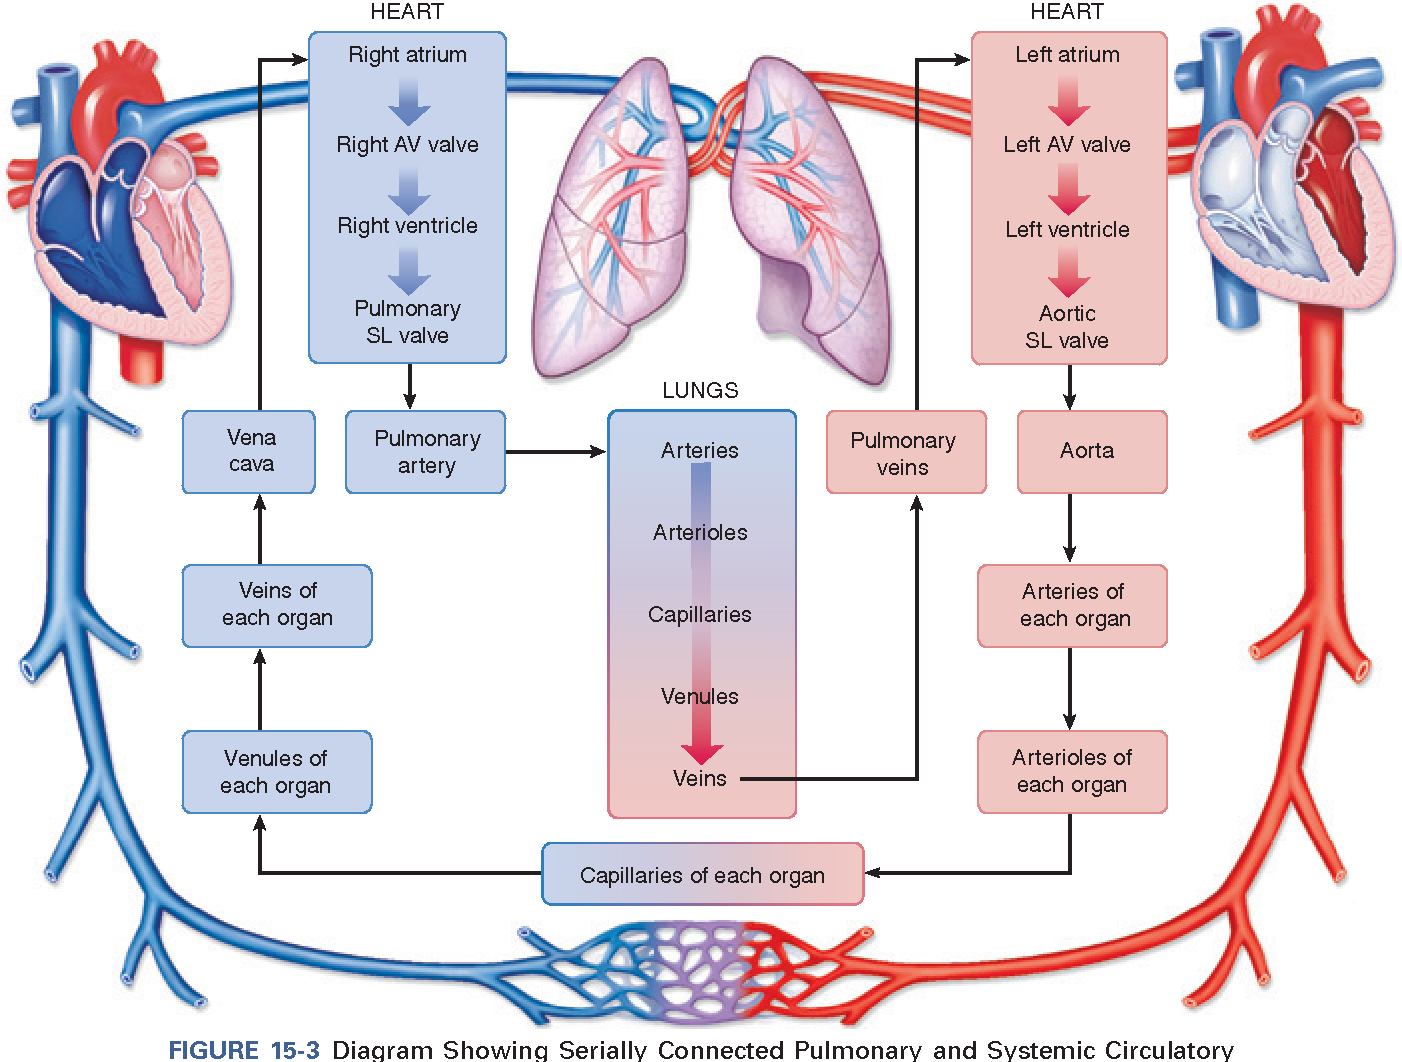 HEART
Right atrium
Right AV valve
Right ventricle
Pulmonary
SL valve
HEART
Left atrium
Left AV valve
Left ventricle
Aortic
SL valve
Vena
cava
Pulmonary
artery
LUNGS
Arteries
Arterioles
Capillaries
Venules
Veins
Pulmonary
veins
Aorta
Veins of
each organ
Arteries of
each organ
Venules of
each organ
Arterioles of
each organ
Capillaries of each organ
FIGURE 15-3 Diagram Showing Serially Connected Pulmonary and Systemic Circulatory